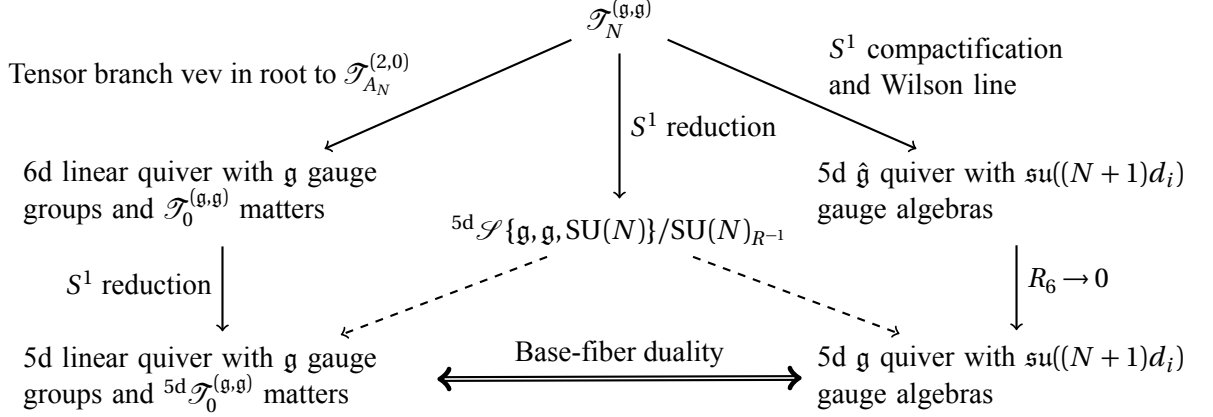 𝒯_N^{(𝔤,𝔤)}
Tensor branch vev in root to 𝒯_{A_N}^{(2,0)}
S¹ compactification
and Wilson line
S¹ reduction
6d linear quiver with 𝔤 gauge
groups and 𝒯_0^{(𝔤,𝔤)} matters
5d 𝔤̂ quiver with 𝔰𝔲((N+1)d_i)
gauge algebras
^{5d}𝒮{𝔤,𝔤,SU(N)}/SU(N)_{R^{-1}}
S¹ reduction
R_6 → 0
Base-fiber duality
5d linear quiver with 𝔤 gauge
groups and ^{5d}𝒯_0^{(𝔤,𝔤)} matters
5d 𝔤 quiver with 𝔰𝔲((N+1)d_i)
gauge algebras